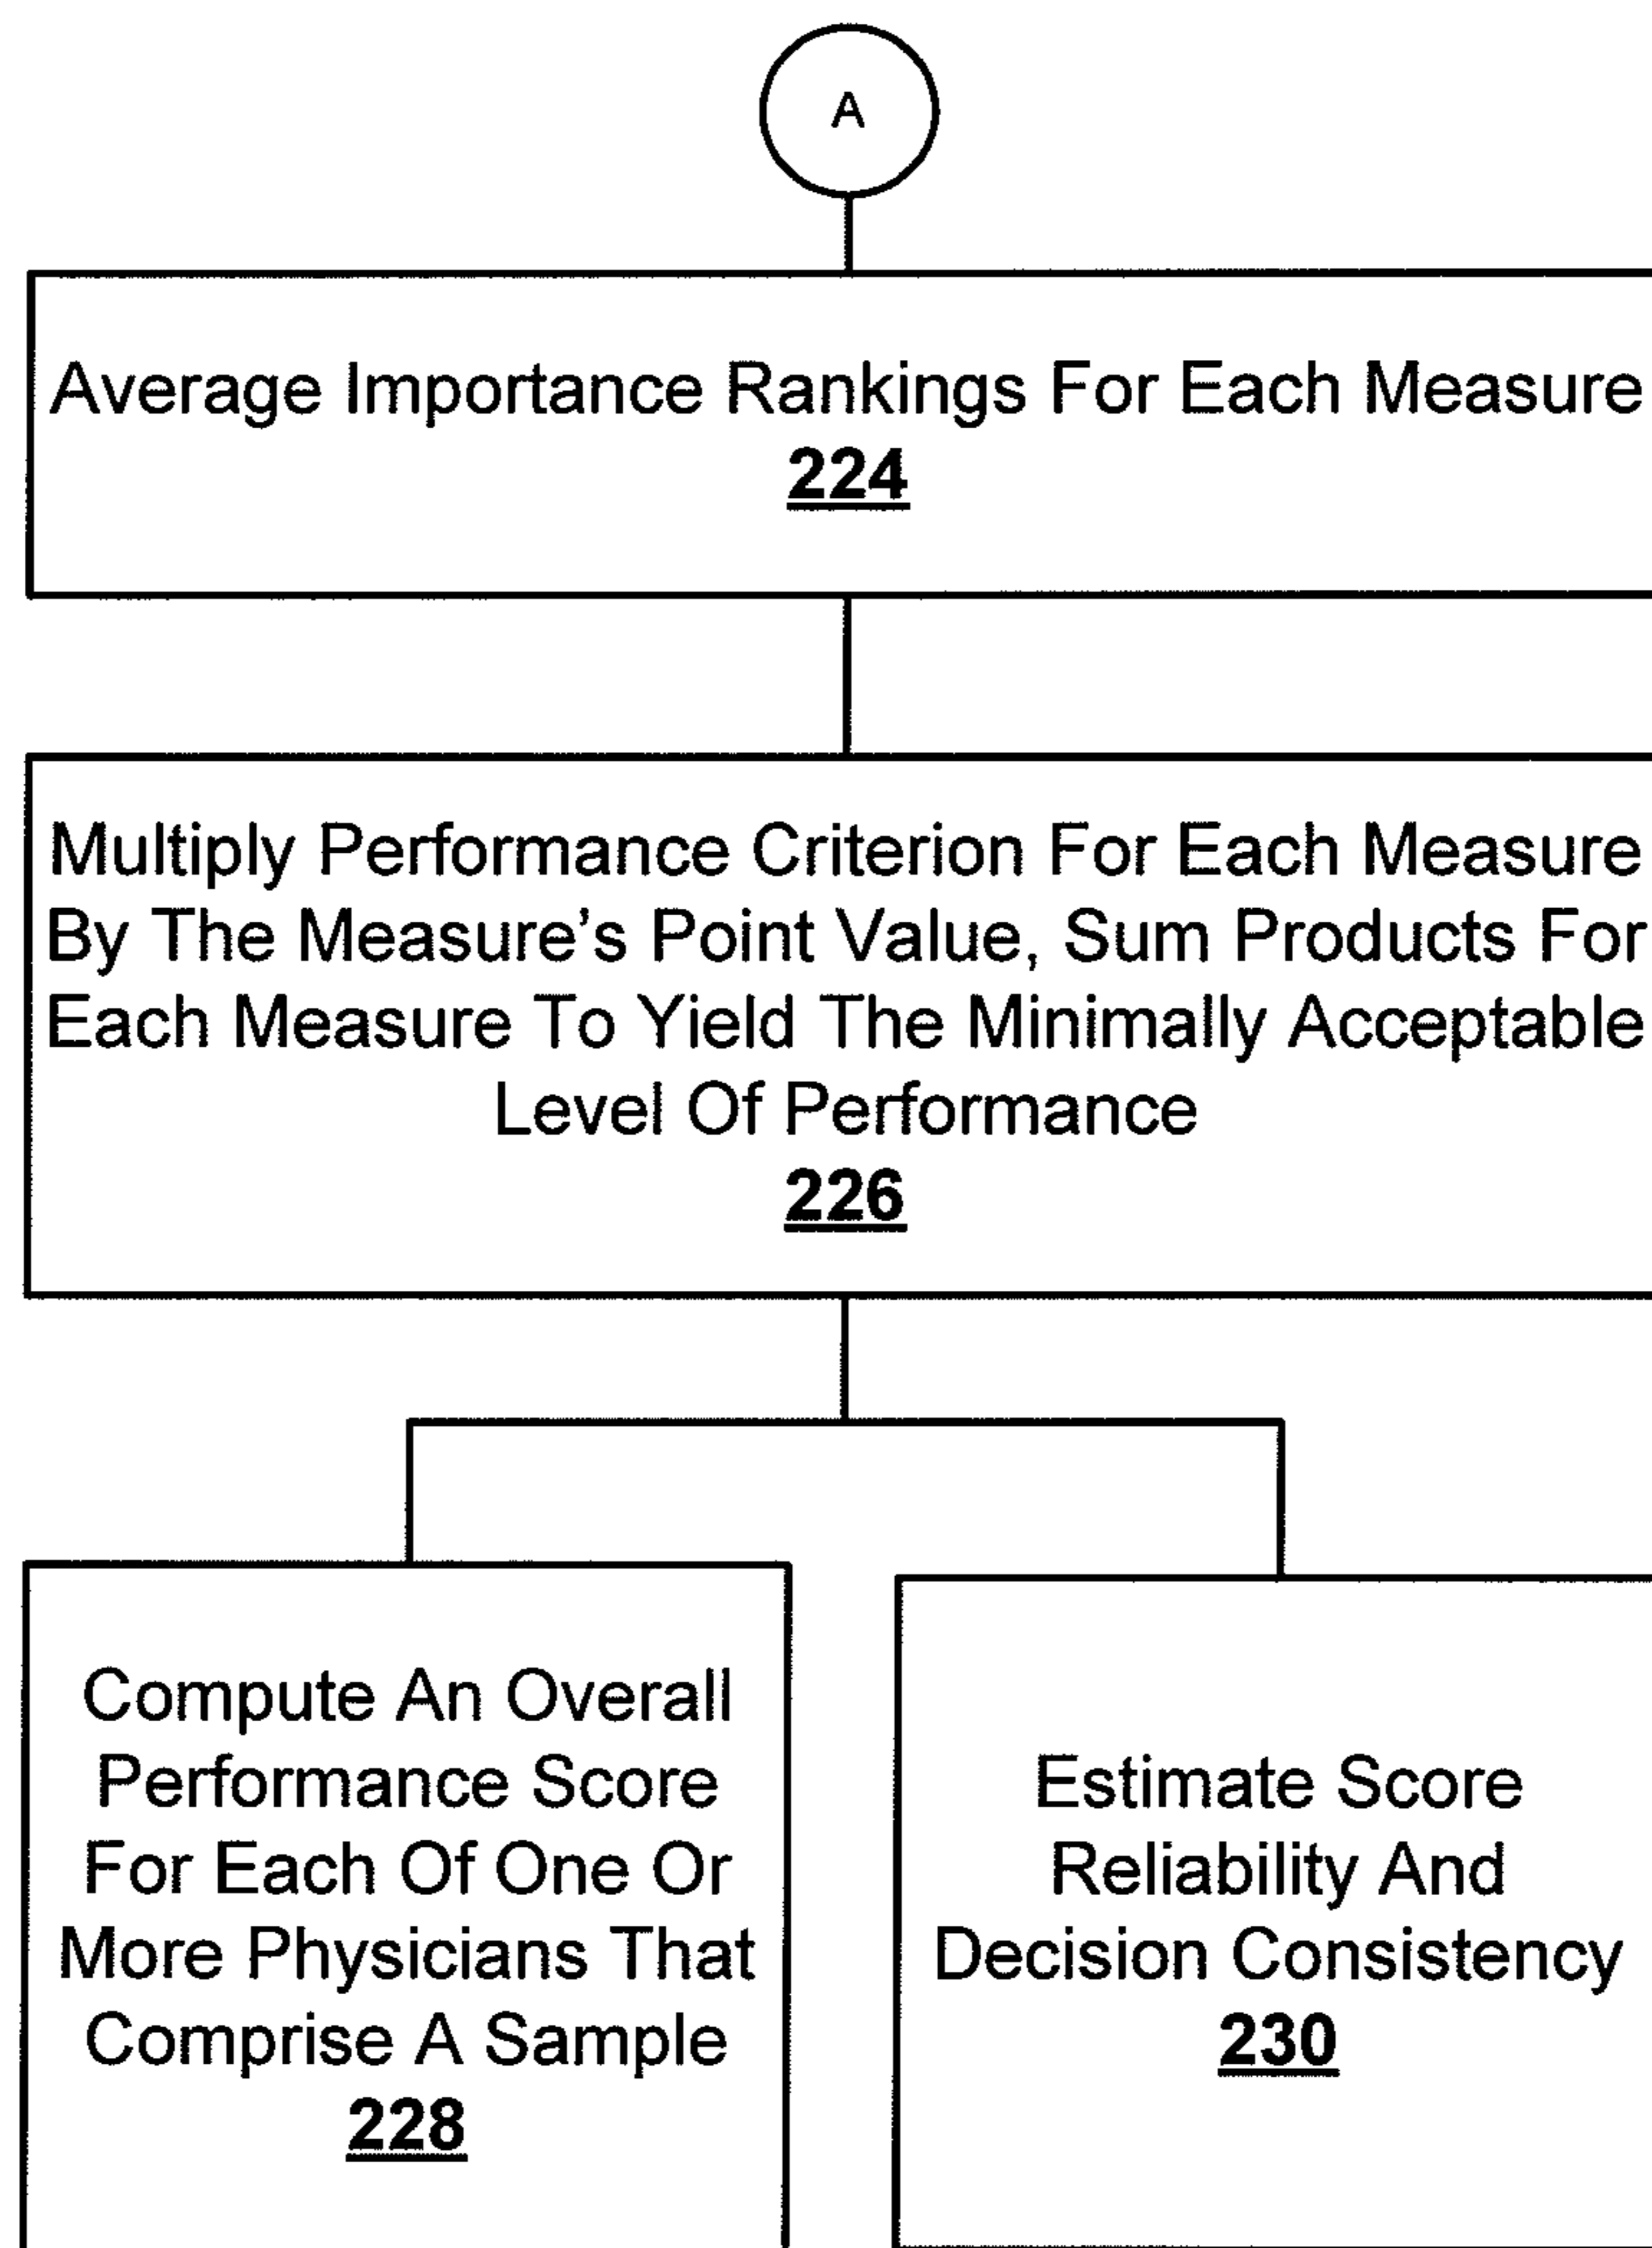 A
Average Importance Rankings For Each Measure
224
Multiply Performance Criterion For Each Measure
By The Measure's Point Value, Sum Products For
Each Measure To Yield The Minimally Acceptable
Level Of Performance
226
Compute An Overall
Performance Score
For Each Of One Or
More Physicians That
Comprise A Sample
228
Estimate Score
Reliability And
Decision Consistency
230